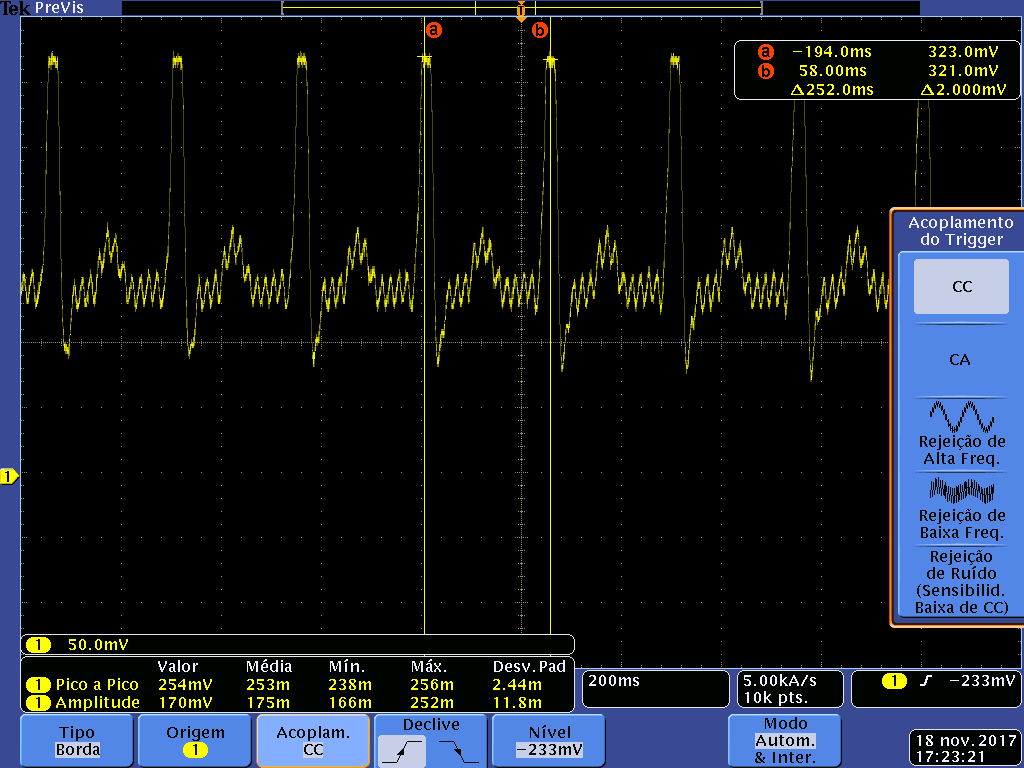 Tek PreVis
T
a b
a −194.0ms 323.0mV
b 58.00ms 321.0mV
Δ252.0ms Δ2.000mV
Acoplamento
do Trigger
CC
CA
Rejeição de
Alta Freq.
Rejeição de
Baixa Freq.
Rejeição
de Ruído
(Sensibilid.
Baixa de CC)
1
1 50.0mV
Valor Média Mín. Máx. Desv.Pad
1 Pico a Pico 254mV 253m 238m 256m 2.44m
1 Amplitude 170mV 175m 166m 252m 11.8m
200ms
5.00kA/s
10k pts.
1 −233mV
Tipo
Borda
Origem
1
Acoplam.
CC
Declive
Nível
−233mV
Modo
Autom.
& Inter.
18 nov.2017
17:23:21